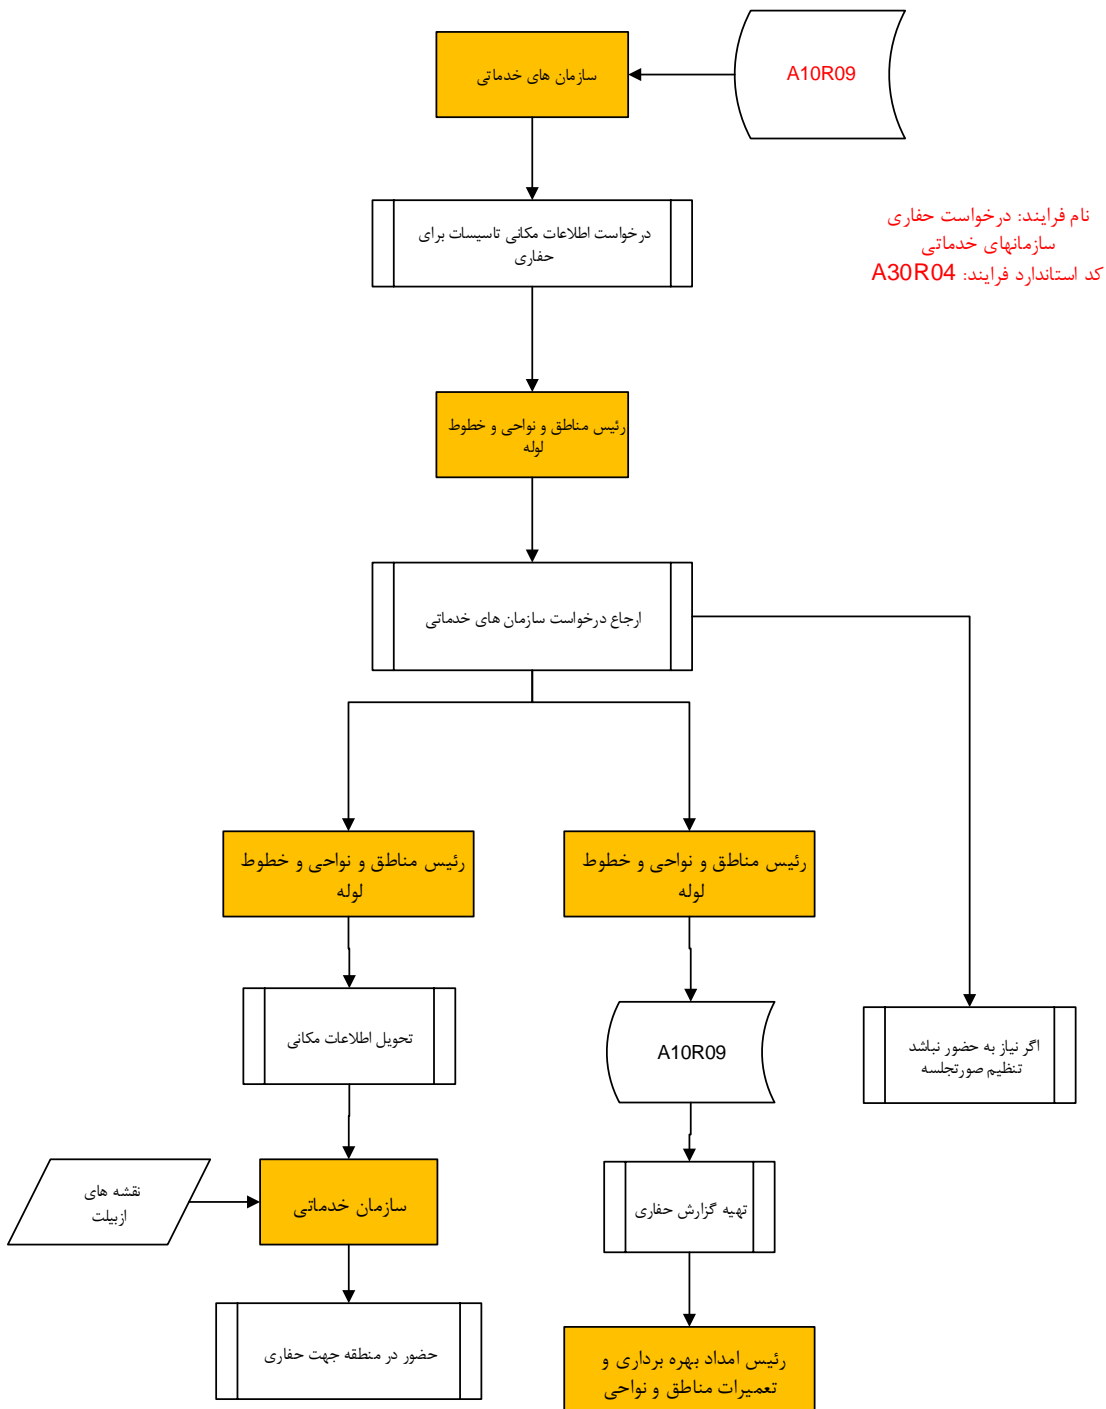 A10R09
سازمان های خدماتی
نام فرایند: درخواست حفاری
سازمانهای خدماتی
کد استاندارد فرایند: A30R04
درخواست اطلاعات مکانی تاسیسات برای
حفاری
رئیس مناطق و نواحی و خطوط
لوله
ارجاع درخواست سازمان های خدماتی
رئیس مناطق و نواحی و خطوط
لوله
رئیس مناطق و نواحی و خطوط
لوله
اگر نیاز به حضور نباشد
تنظیم صورتجلسه
A10R09
تحویل اطلاعات مکانی
تهیه گزارش حفاری
سازمان خدماتی
نقشه های
ازبیلت
حضور در منطقه جهت حفاری
رئیس امداد بهره برداری و
تعمیرات مناطق و نواحی